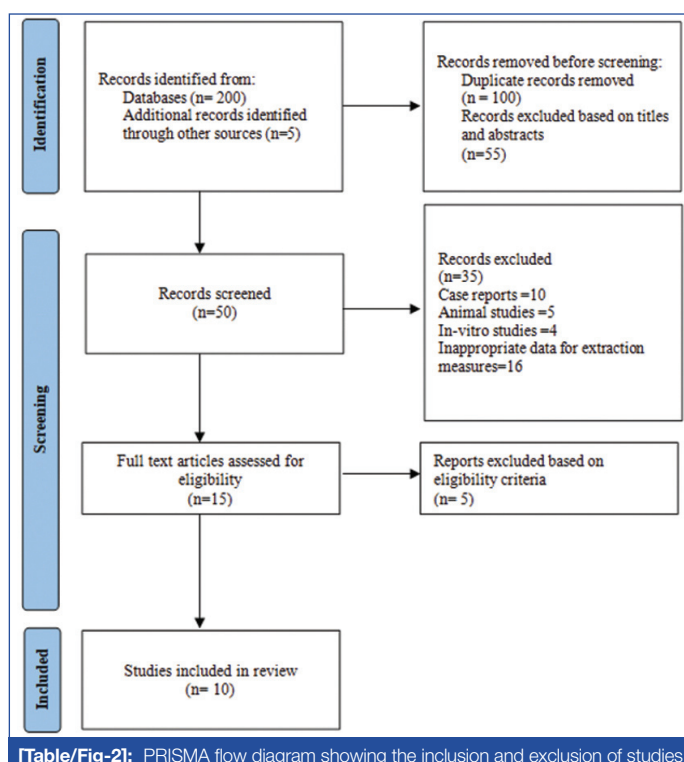 Identification
Records identified from:
Databases (n= 200)
Additional records identified
through other sources (n=5)
Records removed before screening:
Duplicate records removed
(n = 100)
Records excluded based on titles
and abstracts
(n=55)
Screening
Records screened
(n=50)
Records excluded
(n=35)
Case reports =10
Animal studies =5
In-vitro studies =4
Inappropriate data for extraction
measures=16
Full text articles assessed for
eligibility
(n=15)
Reports excluded based on
eligibility criteria
(n= 5)
Included
Studies included in review
(n= 10)
[Table/Fig-2]: PRISMA flow diagram showing the inclusion and exclusion of studies